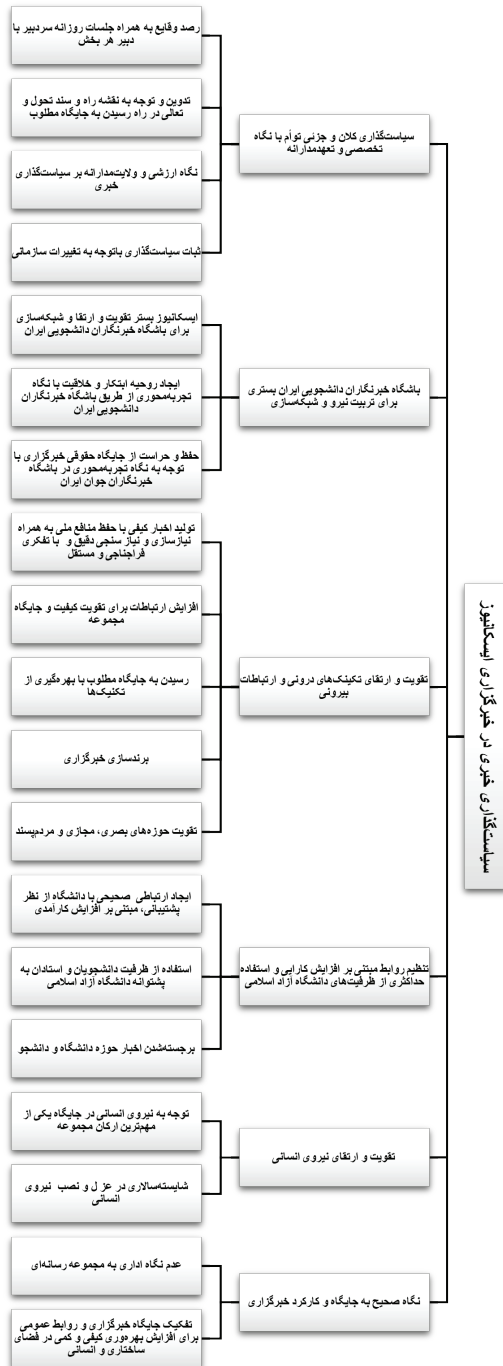 سیاست‌گذاری خبری در خبرگزاری ایسکانیوز
سیاست‌گذاری کلان و جزئی توأم با نگاه
تخصصی و تعهدمدارانه
رصد وقایع به همراه جلسات روزانه سردبیر با
دبیر هر بخش
تدوین و توجه به نقشه راه و سند تحول و
تعالی در راه رسیدن به جایگاه مطلوب
نگاه ارزشی و ولایت‌مدارانه بر سیاست‌گذاری
خبری
ثبات سیاست‌گذاری باتوجه به تغییرات سازمانی
باشگاه خبرنگاران دانشجویی ایران بستری
برای تربیت نیرو و شبکه‌سازی
ایسکانیوز بستر تقویت و ارتقا و شبکه‌سازی
برای باشگاه خبرنگاران دانشجویی ایران
ایجاد روحیه ابتکار و خلاقیت با نگاه
تجربه‌محوری از طریق باشگاه خبرنگاران
دانشجویی ایران
حفظ و حراست از جایگاه حقوقی خبرگزاری با
توجه به نگاه تجربه‌محوری در باشگاه
خبرنگاران جوان ایران
تقویت و ارتقای تکینک‌های درونی و ارتباطات
بیرونی
تولید اخبار کیفی با حفظ منافع ملی به همراه
نیازسازی و نیاز سنجی دقیق و با تفکری
فراجناحی و مستقل
افزایش ارتباطات برای تقویت کیفیت و جایگاه
مجموعه
رسیدن به جایگاه مطلوب با بهره‌گیری از
تکنیک‌ها
برندسازی خبرگزاری
تقویت حوزه‌های بصری، مجازی و مردم‌پسند
تنظیم روابط مبتنی بر افزایش کارایی و استفاده
حداکثری از ظرفیت‌های دانشگاه آزاد اسلامی
ایجاد ارتباطی صحیحی با دانشگاه از نظر
پشتیبانی، مبتنی بر افزایش کارآمدی
استفاده از ظرفیت دانشجویان و استادان به
پشتوانه دانشگاه آزاد اسلامی
برجسته‌شدن اخبار حوزه دانشگاه و دانشجو
تقویت و ارتقای نیروی انسانی
توجه به نیروی انسانی در جایگاه یکی از
مهم‌ترین ارکان مجموعه
شایسته‌سالاری در عزل و نصب نیروی
انسانی
نگاه صحیح به جایگاه و کارکرد خبرگزاری
عدم نگاه اداری به مجموعه رسانه‌ای
تفکیک جایگاه خبرگزاری و روابط عمومی
برای افزایش بهره‌وری کیفی و کمی در فضای
ساختاری و انسانی